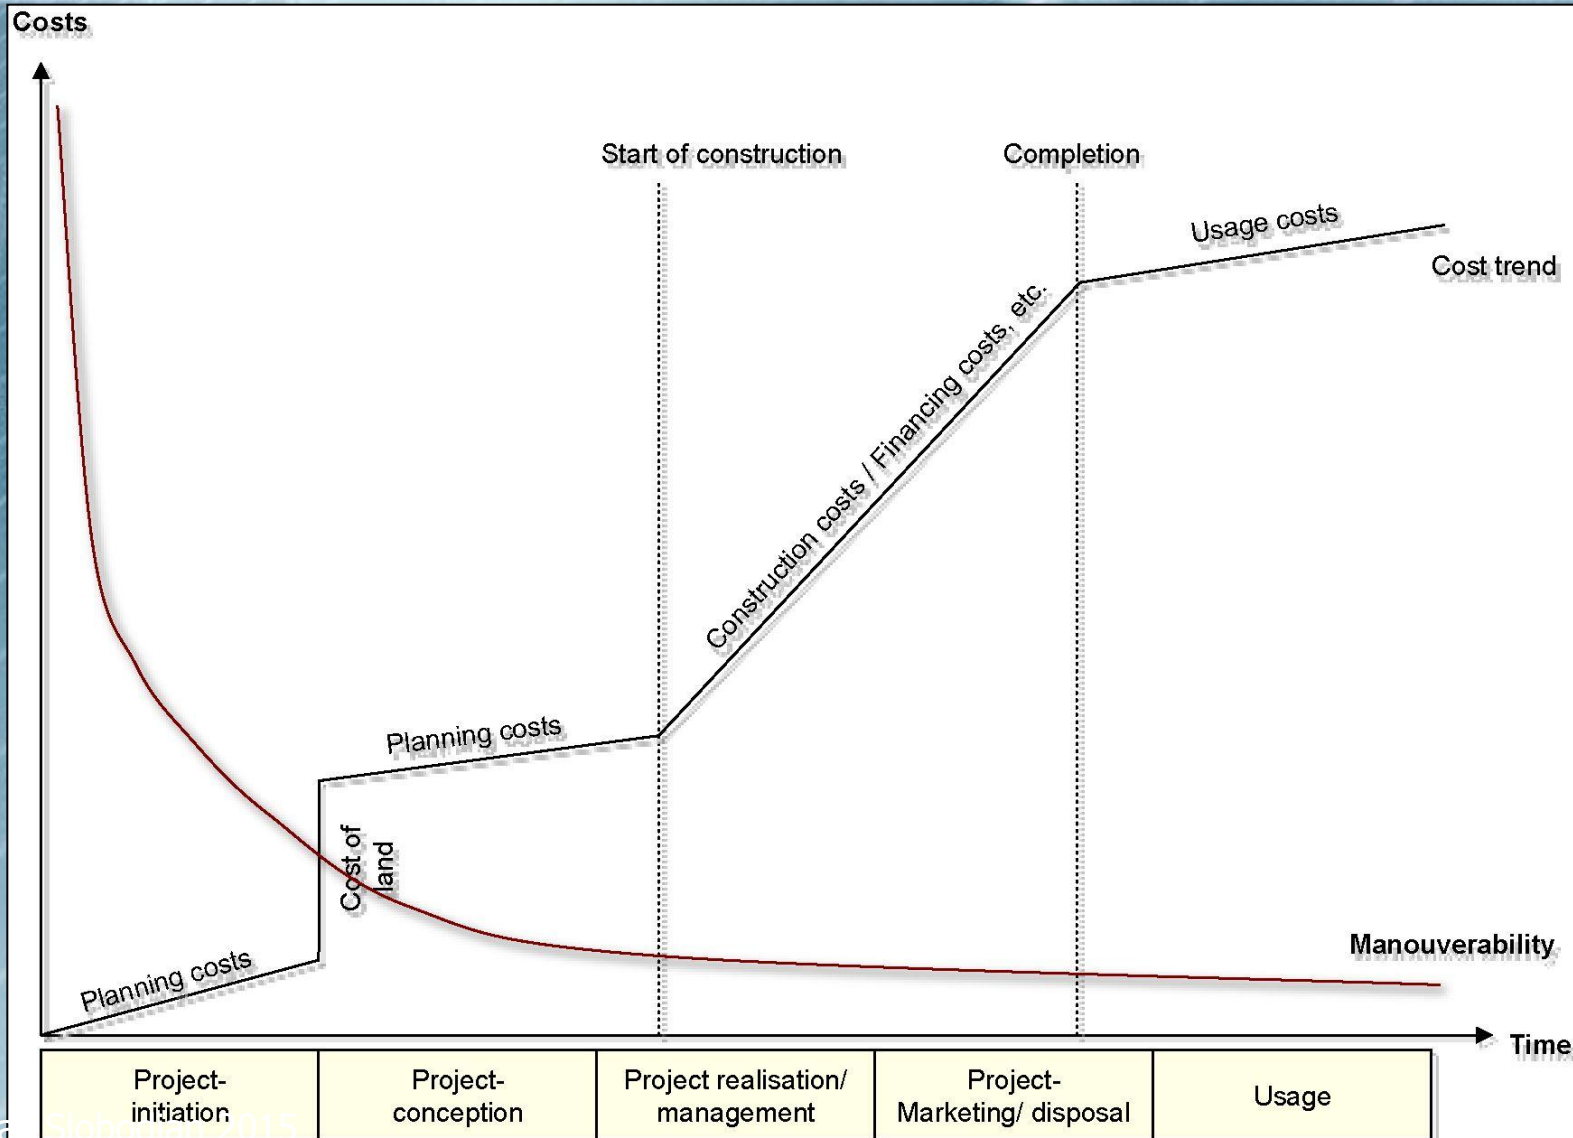 Costs
Start of construction
Completion
Usage costs
Cost trend
Construction costs / Financing costs, etc.
Planning costs
Cost of
land
Planning costs
Manouverability
Time
Project-
initiation
Project-
conception
Project realisation/
management
Project-
Marketing/ disposal
Usage
2015